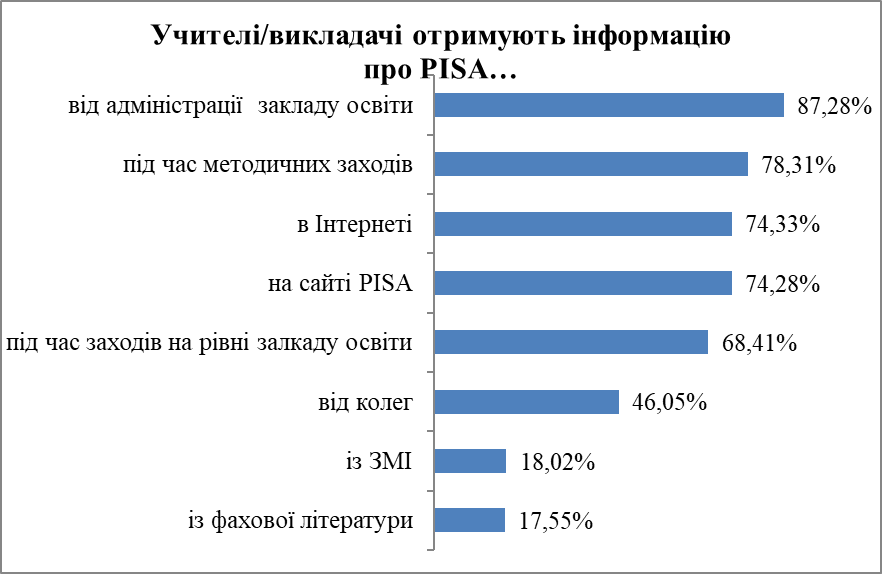 Учителі/викладачі отримують інформацію
про PISA…
від адміністрації закладу освіти 87,28%
під час методичних заходів 78,31%
в Інтернеті 74,33%
на сайті PISA 74,28%
під час заходів на рівні залкаду освіти 68,41%
від колег 46,05%
із ЗМІ 18,02%
із фахової літератури 17,55%